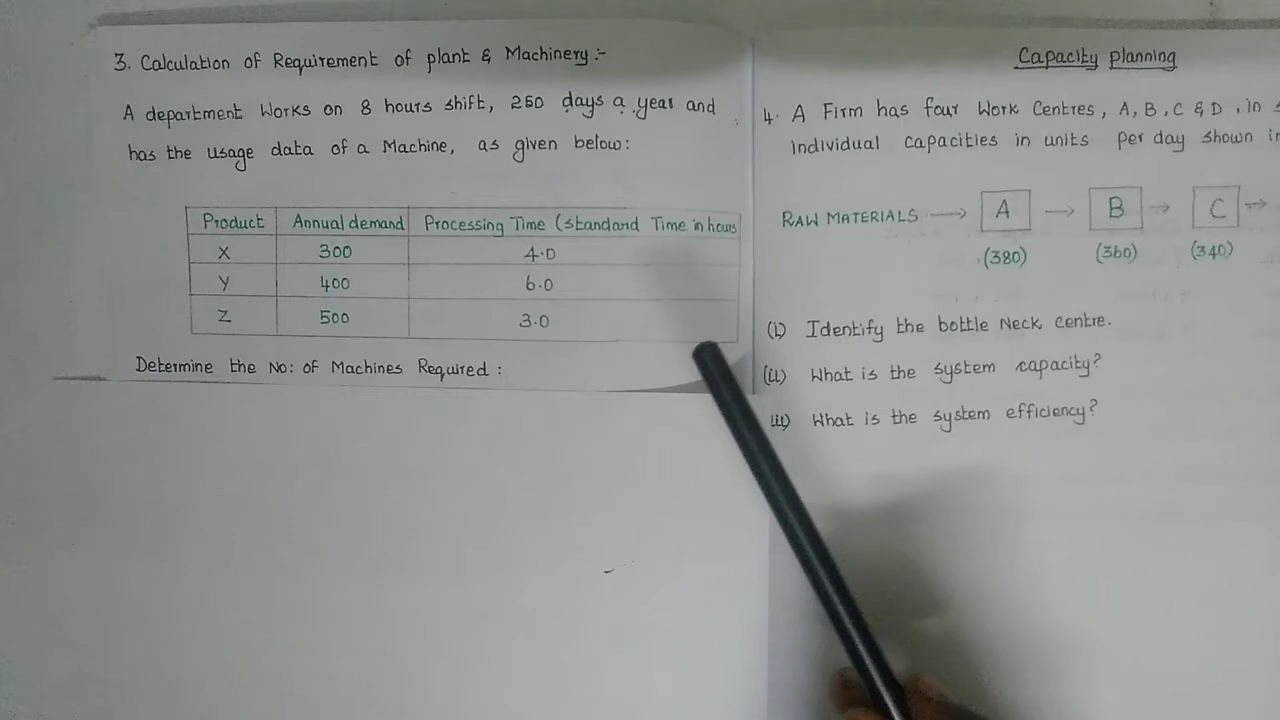 3. Calculation of Requirement of plant & Machinery :-
A department Works on 8 hours shift, 250 days a year and
has the usage data of a Machine, as given below:
Product Annual demand Processing Time (Standard Time in hours
X 300 4.0
Y 400 6.0
Z 500 3.0
Determine the No: of Machines Required :
Capacity planning
4. A Firm has four Work Centres, A, B, C & D, in
Individual capacities in units per day shown in
RAW MATERIALS → A → B → C →
(380) (360) (340)
(i) Identify the bottle Neck centre.
(ii) What is the system capacity?
iii) What is the system efficiency?